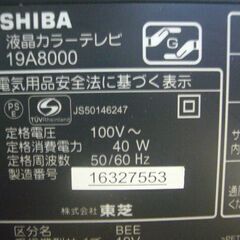 SHIBA
液晶カラーテレビ
19A8000
G
電気用品安全法に基づく表示
PS
E
TÜVRheinland
JS50146247
定格電圧: 100V~
定格消費電力 40 W
定格周波数: 50/60 Hz
製造番号
16327553
株式会社 東芝
区分名 BEE